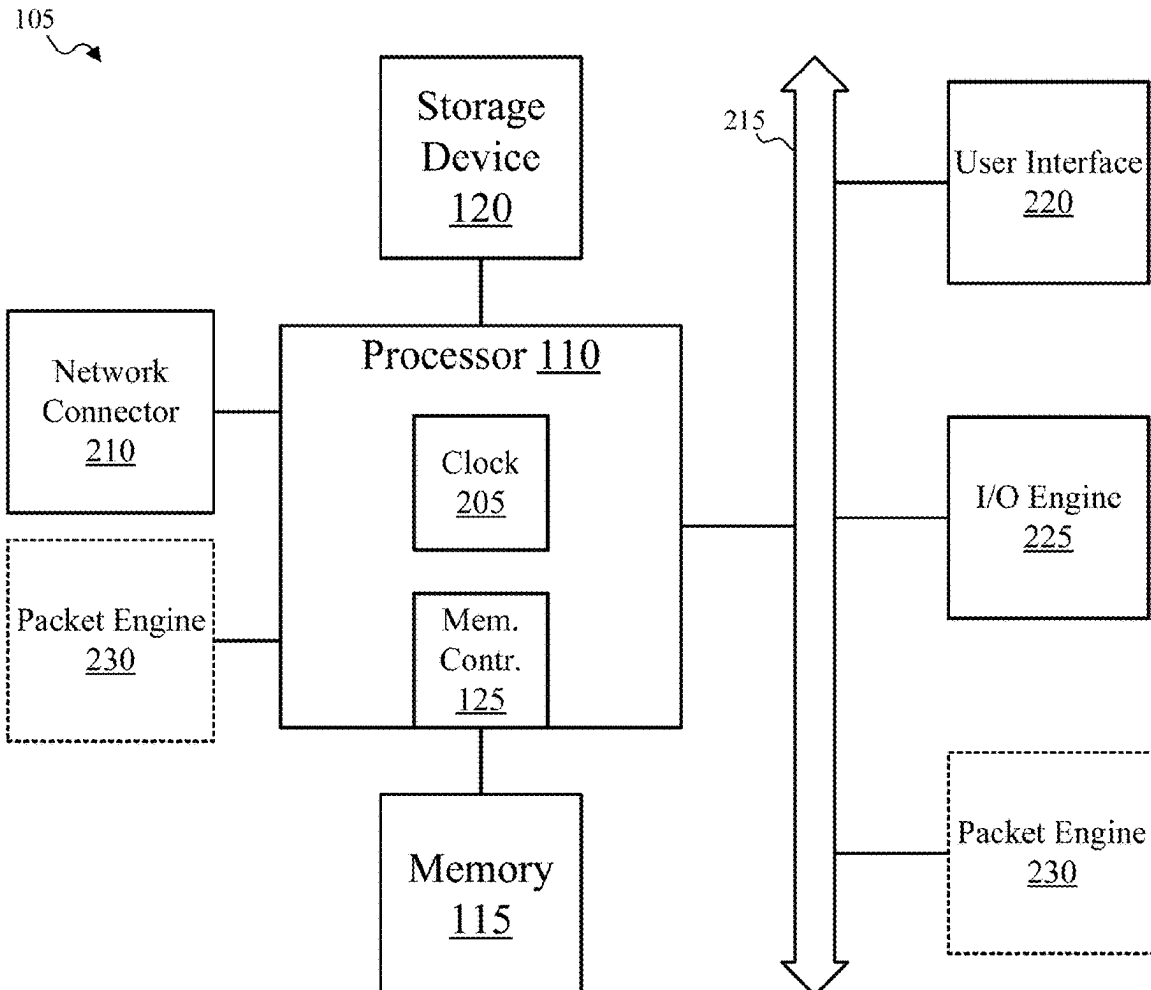 105
Storage
Device
120
215
User Interface
220
Network
Connector
210
Processor 110
Clock
205
I/O Engine
225
Packet Engine
230
Mem.
Contr.
125
Packet Engine
230
Memory
115